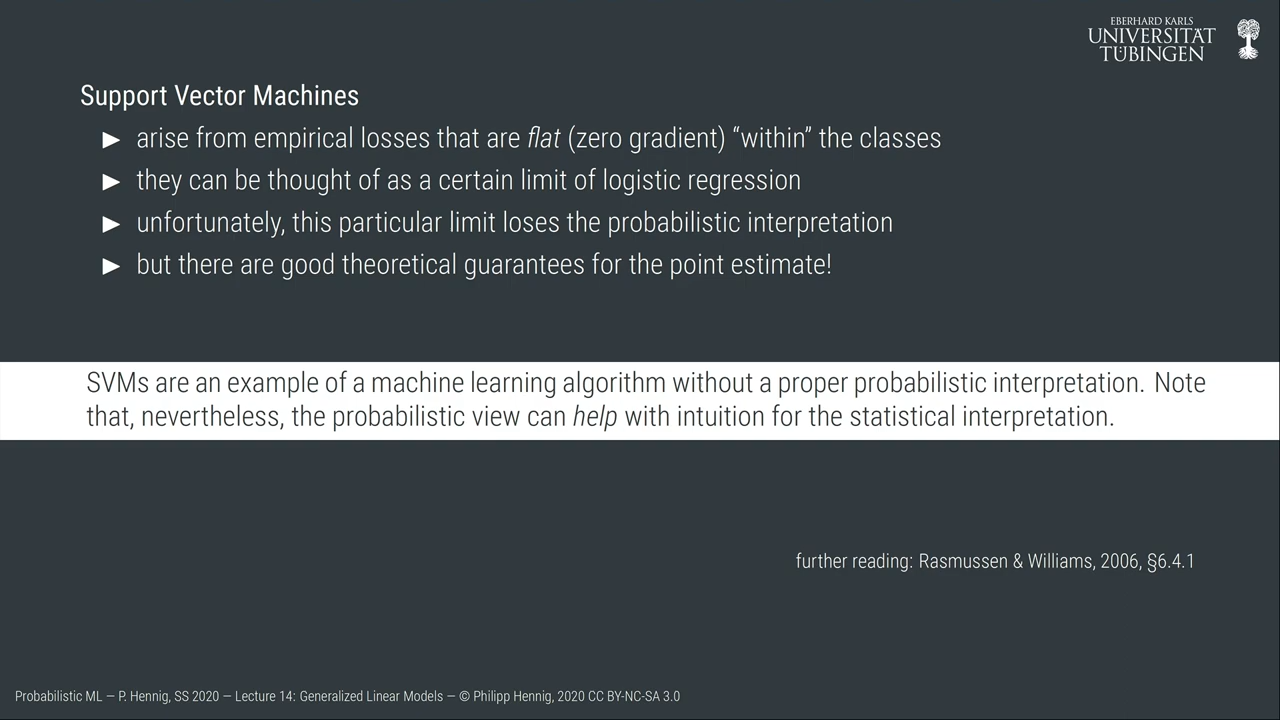 EBERHARD KARLS
UNIVERSITÄT
TÜBINGEN
Support Vector Machines
▶ arise from empirical losses that are flat (zero gradient) “within” the classes
▶ they can be thought of as a certain limit of logistic regression
▶ unfortunately, this particular limit loses the probabilistic interpretation
▶ but there are good theoretical guarantees for the point estimate!
SVMs are an example of a machine learning algorithm without a proper probabilistic interpretation. Note
that, nevertheless, the probabilistic view can help with intuition for the statistical interpretation.
further reading: Rasmussen & Williams, 2006, §6.4.1
Probabilistic ML — P. Hennig, SS 2020 — Lecture 14: Generalized Linear Models — © Philipp Hennig, 2020 CC BY-NC-SA 3.0